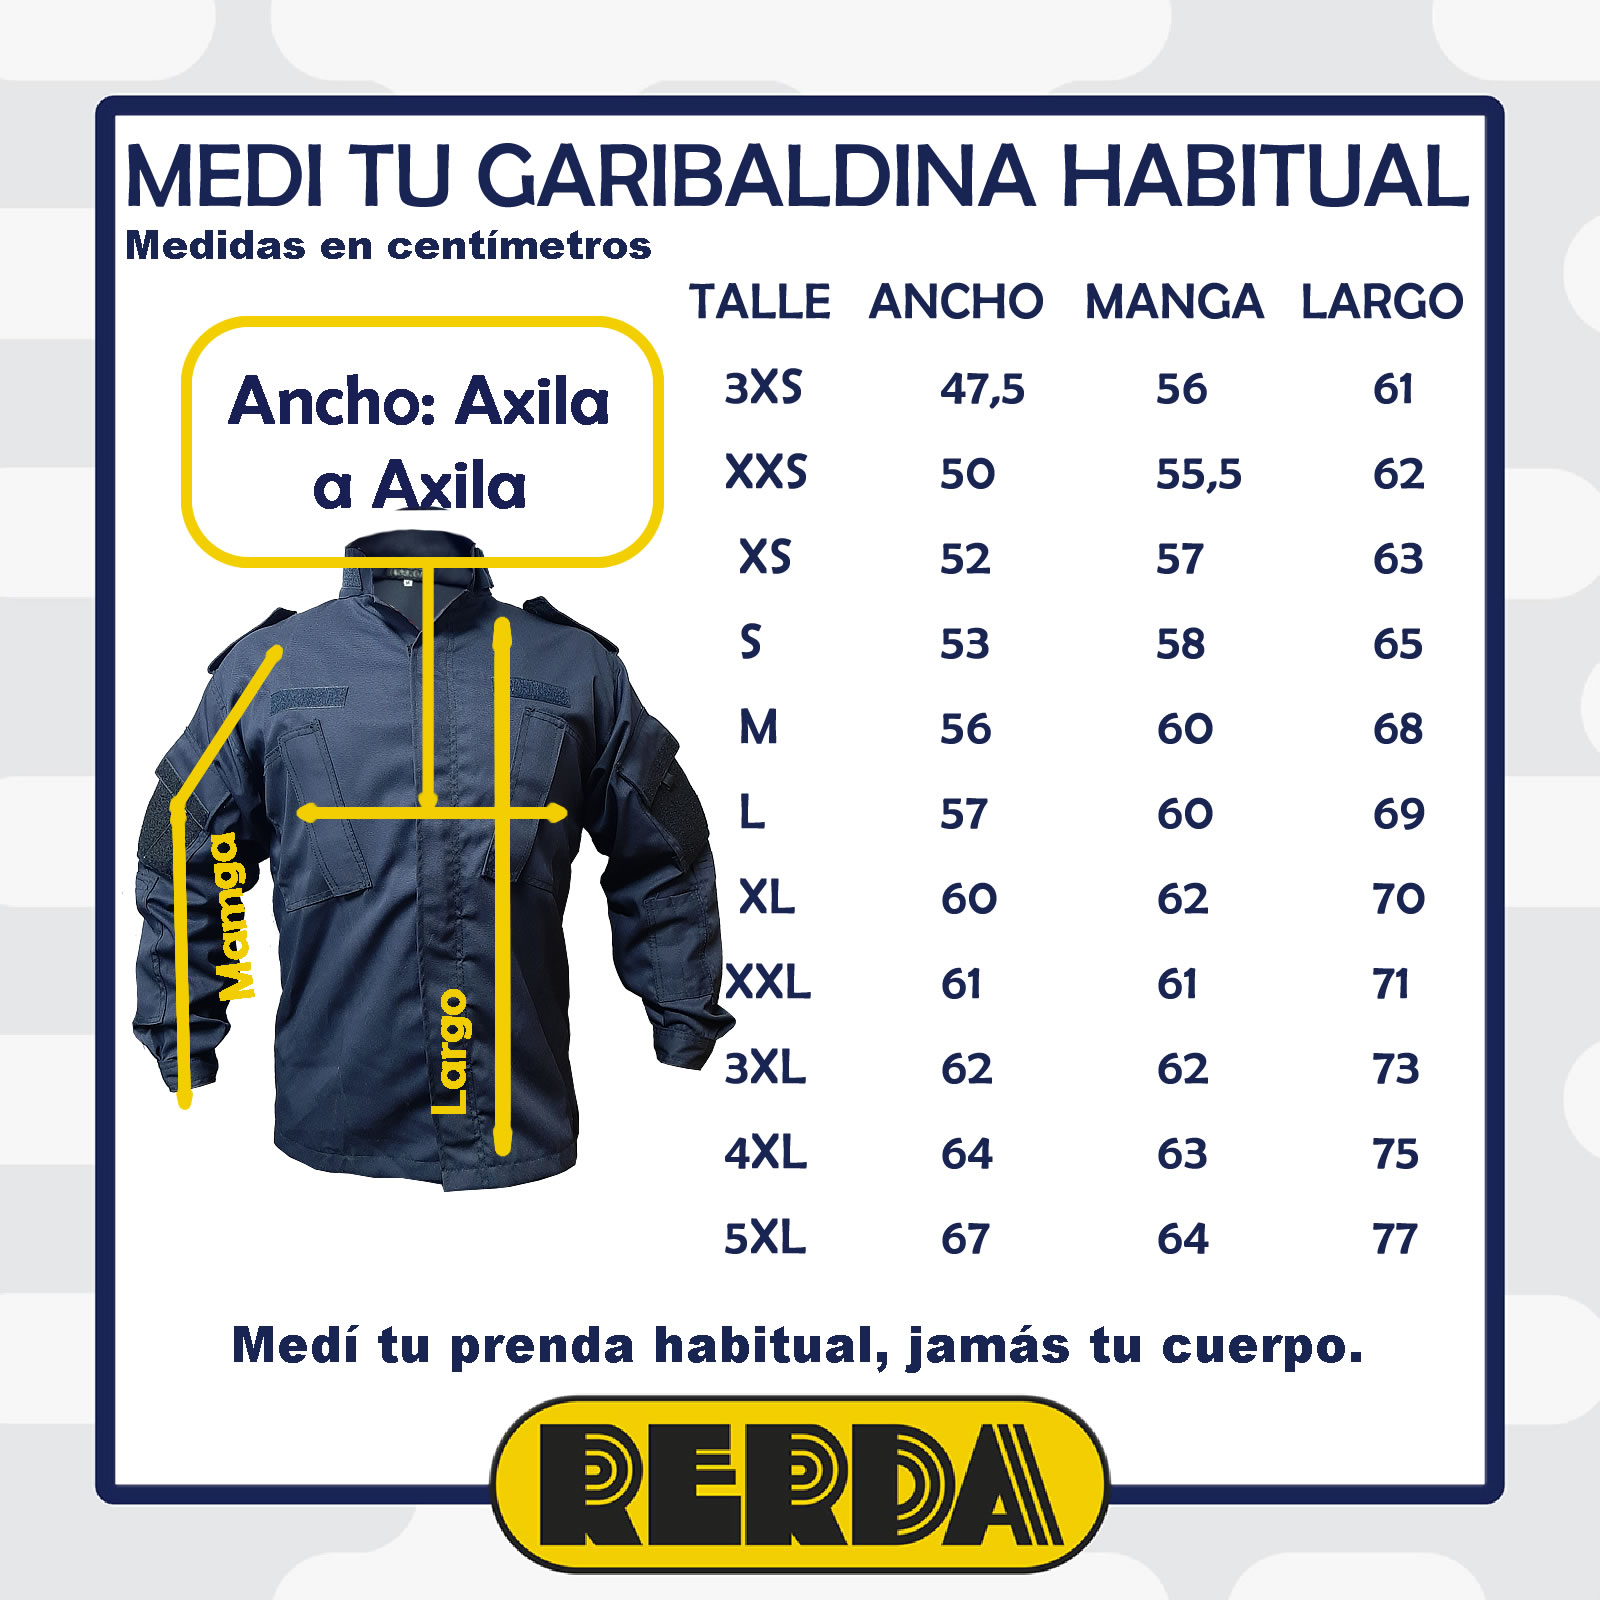 MEDI TU GARIBALDINA HABITUAL
Medidas en centímetros
TALLE ANCHO MANGA LARGO
Ancho: Axila
a Axila
3XS 47,5 56 61
XXS 50 55,5 62
XS 52 57 63
S 53 58 65
M 56 60 68
L 57 60 69
XL 60 62 70
XXL 61 61 71
3XL 62 62 73
4XL 64 63 75
5XL 67 64 77
Mamga
Largo
Medí tu prenda habitual, jamás tu cuerpo.
RERDA